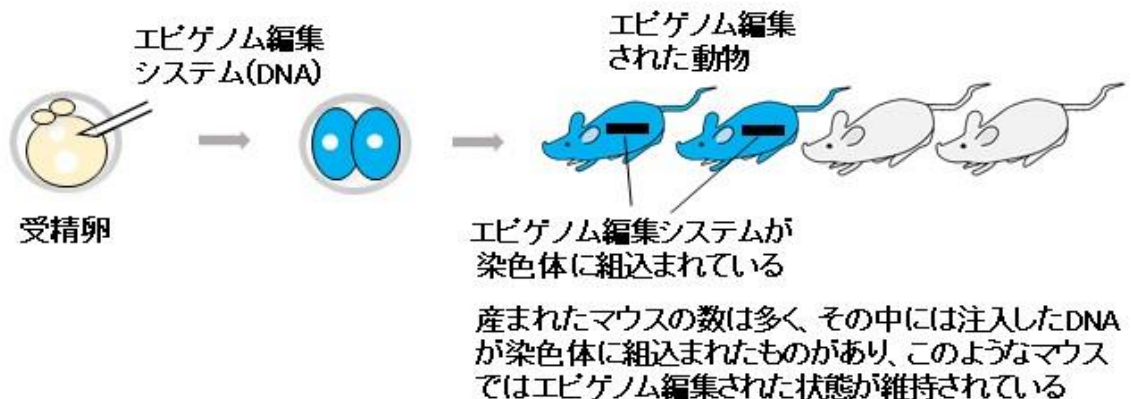 エピゲノム編集
システム(DNA)
エピゲノム編集
された動物
受精卵
エピゲノム編集システムが
染色体に組込まれている
産まれたマウスの数は多く、その中には注入したDNA
が染色体に組込まれたものがあり、このようなマウス
ではエピゲノム編集された状態が維持されている